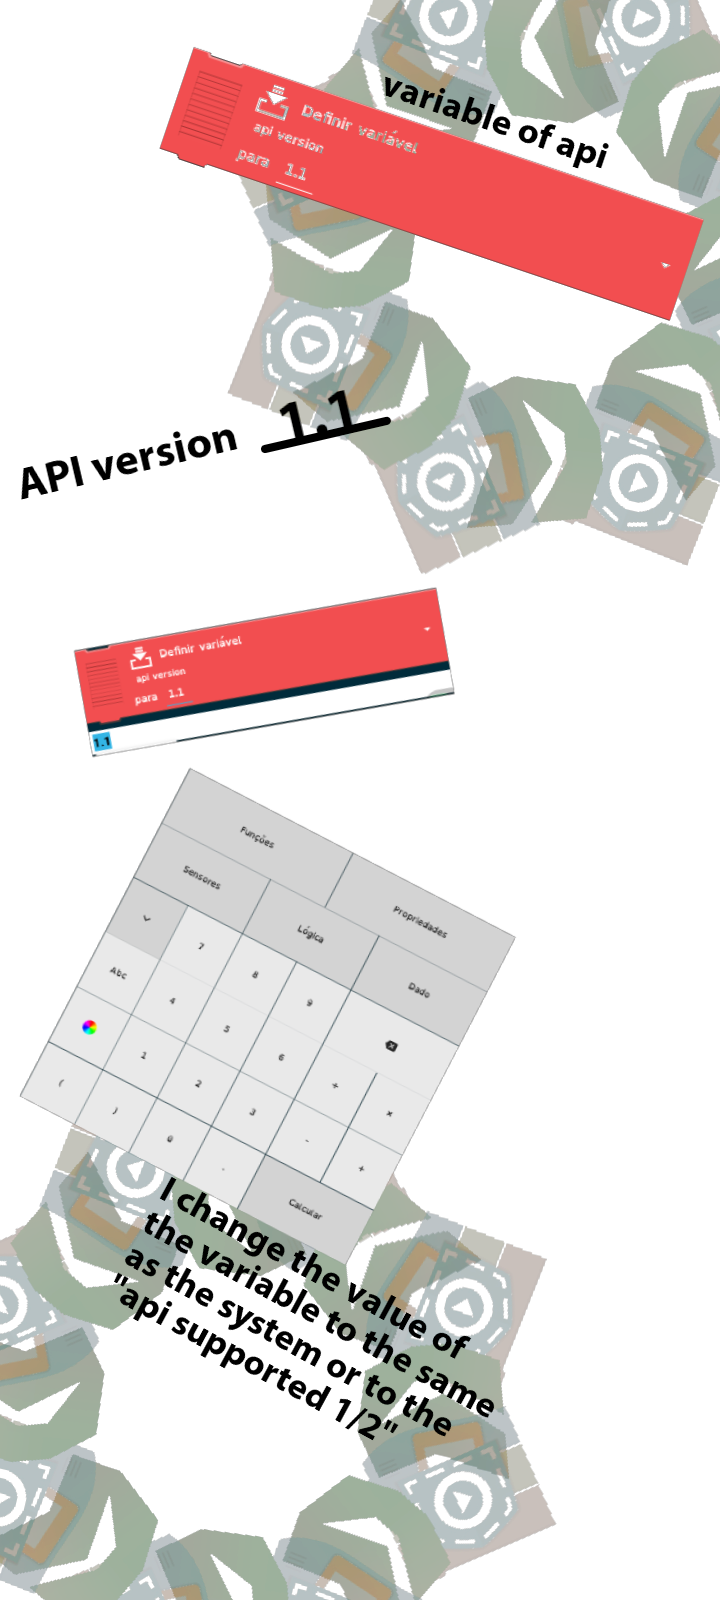 variable of api
Definir variável
api version
para 1.1
API version 1.1
Definir variável
api version
para 1.1
1.1
Funções
Propriedades
Sensores
Lógica
Dado
7 8 9
Abc 4 5 6 ÷ ×
1 2 3 - +
( ) 0 .
Calcular
I change the value of
the variable to the same
as the system or to the
"api supported 1/2"